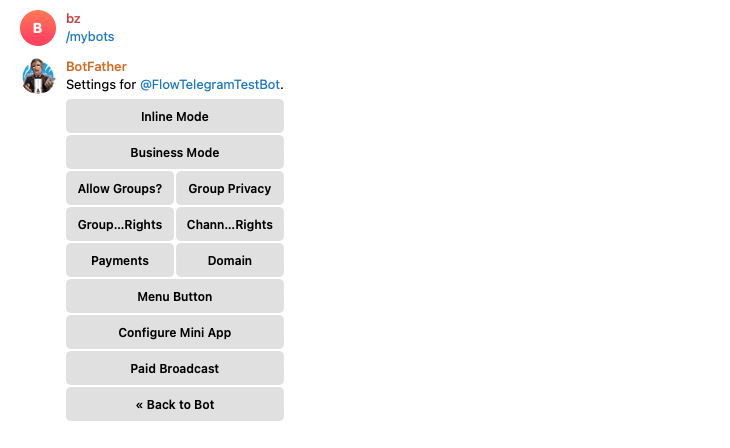 B
bz
/mybots
BotFather
Settings for @FlowTelegramTestBot.
Inline Mode
Business Mode
Allow Groups? Group Privacy
Group...Rights Chann...Rights
Payments Domain
Menu Button
Configure Mini App
Paid Broadcast
« Back to Bot